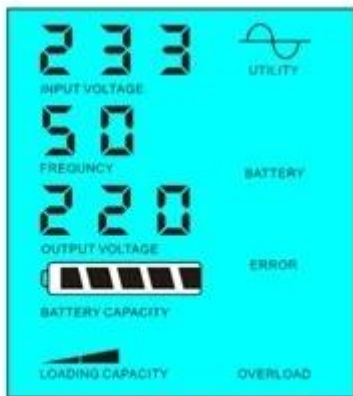 233
INPUT VOLTAGE
UTILITY
50
FREQUNCY
BATTERY
220
OUTPUT VOLTAGE
ERROR
BATTERY CAPACITY
LOADING CAPACITY
OVERLOAD